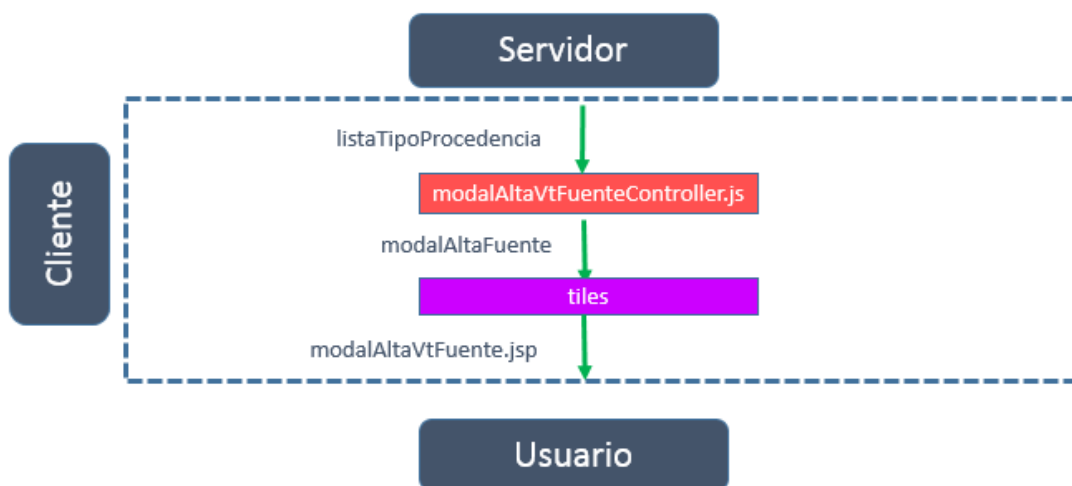 Servidor
listaTipoProcedencia
Cliente
modalAltaVtFuenteController.js
modalAltaFuente
tiles
modalAltaVtFuente.jsp
Usuario